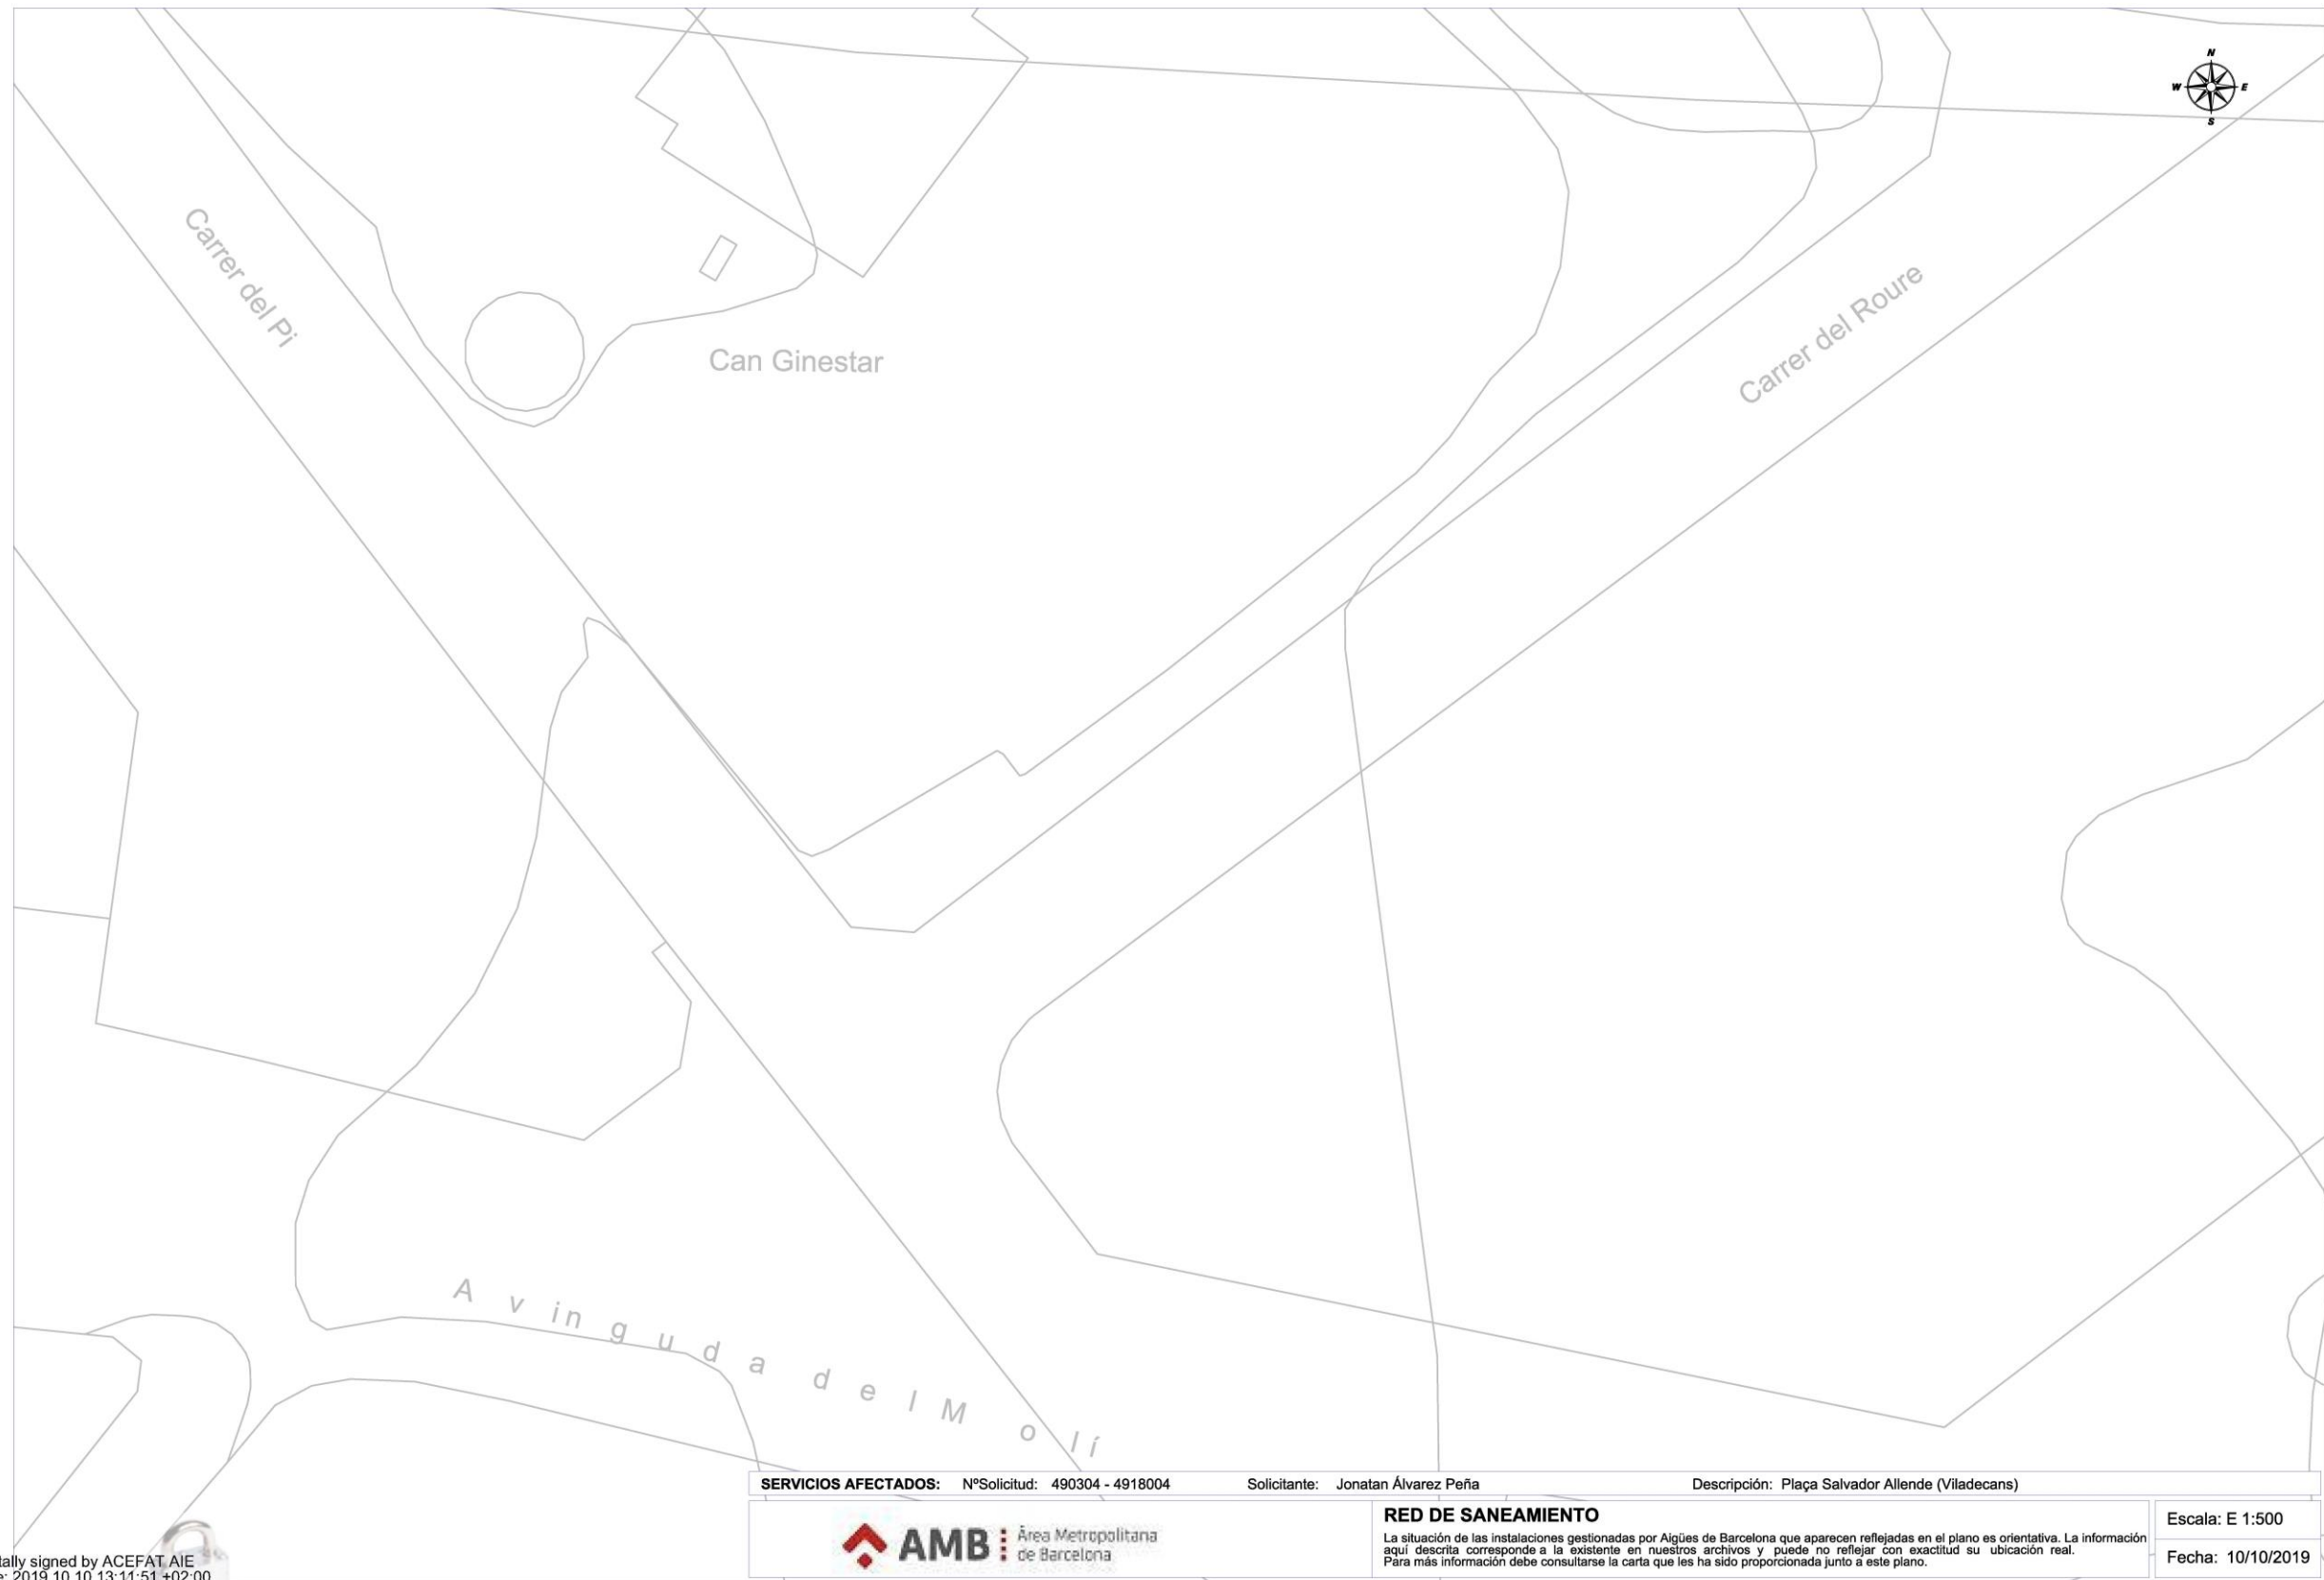 N
W E
S
Carrer del Pi
Can Ginestar
Carrer del Roure
Avinguda del Molí
SERVICIOS AFECTADOS: NºSolicitud: 490304 - 4918004 Solicitante: Jonatan Álvarez Peña Descripción: Plaça Salvador Allende (Viladecans)
AMB Àrea Metropolitana
de Barcelona
RED DE SANEAMIENTO
La situación de las instalaciones gestionadas por Aigües de Barcelona que aparecen reflejadas en el plano es orientativa. La información
aquí descrita corresponde a la existente en nuestros archivos y puede no reflejar con exactitud su ubicación real.
Para más información debe consultarse la carta que les ha sido proporcionada junto a este plano.
Escala: E 1:500
Fecha: 10/10/2019
tally signed by ACEFAT AIE
e: 2019.10.10 13:11:51 +02:00